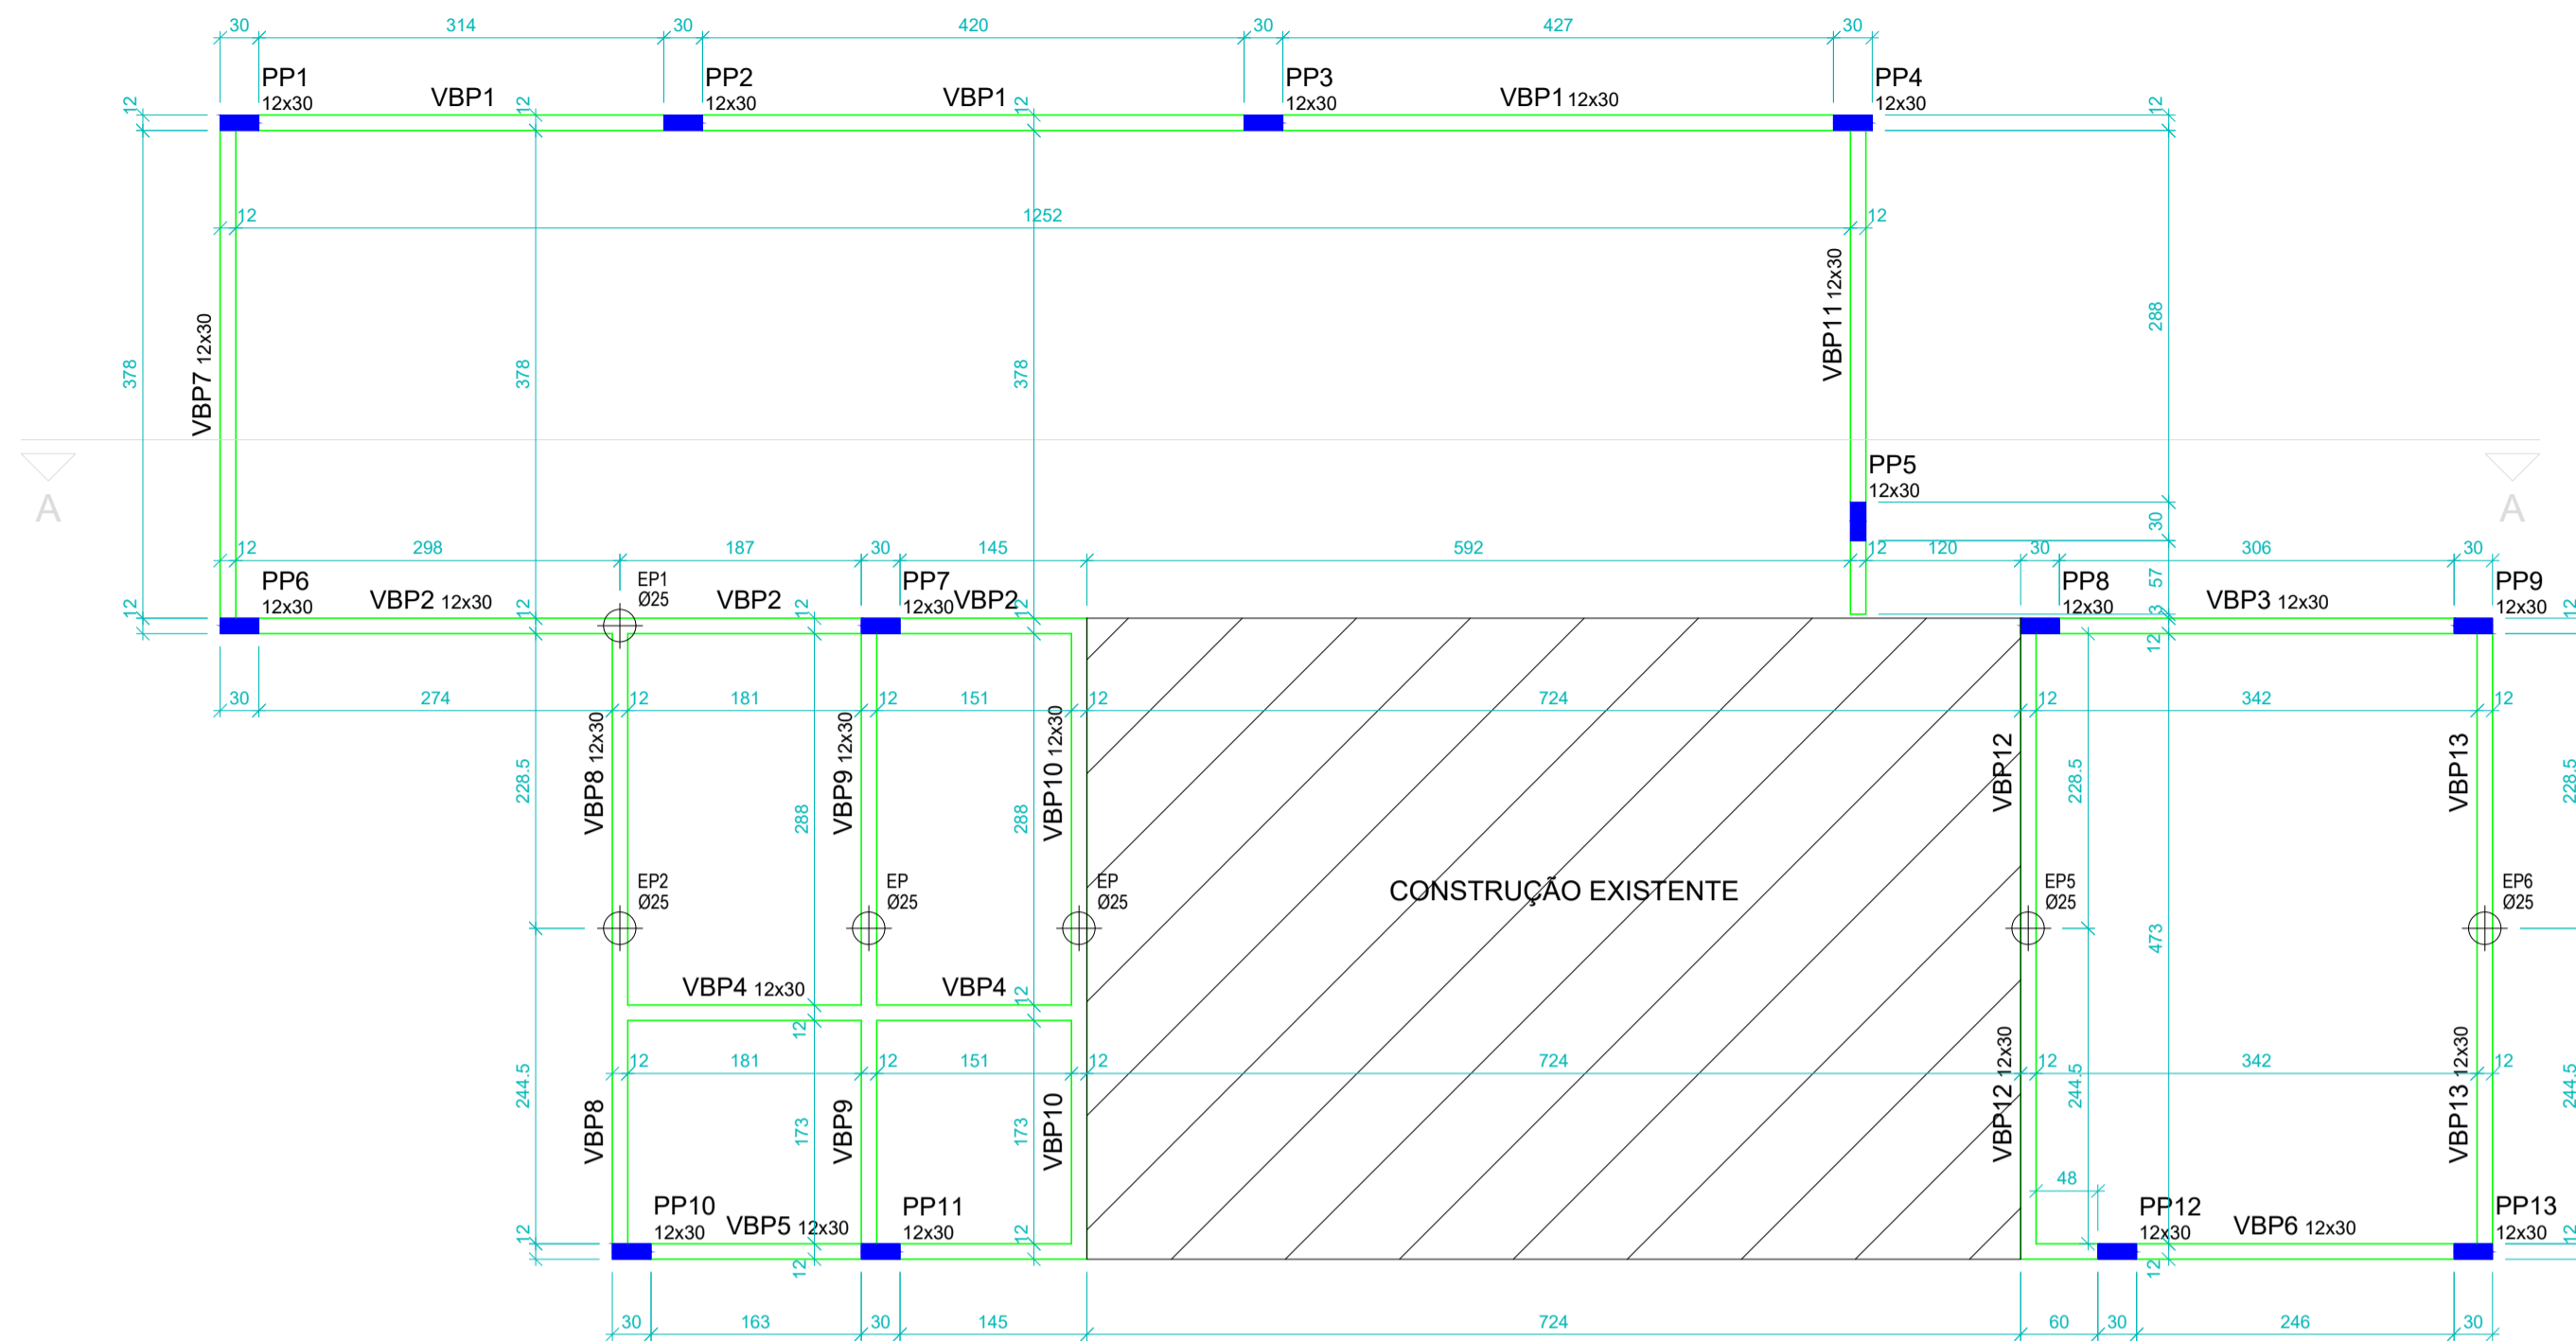 30 314 30 420 30 427 30
PP1
12x30
VBP1
PP2
12x30
VBP1
PP3
12x30
VBP1 12x30
PP4
12x30
12 12 12 12
12 1252 12
VBP7 12x30
378 378 378
VBP11 12x30
288
A A
PP5
12x30
30
12 298 187 30 145 592 12 120 30 306 30
57
3
PP6
12x30
VBP2 12x30
EP1
Ø25
VBP2
PP7
12x30
VBP2
PP8
12x30
VBP3 12x30
PP9
12x30
12 12 12 12 12 12
30 274 12 181 12 151 12 724 12 342 12
VBP8 12x30
VBP9 12x30
VBP10 12x30
VBP12
VBP13
228.5 288 288 228.5 228.5
EP2
Ø25
EP
Ø25
EP
Ø25
CONSTRUÇÃO EXISTENTE
EP5
Ø25
EP6
Ø25
473
VBP4 12x30
VBP4
12
12
12 181 12 151 12 724 12 342 12
244.5 173 173 244.5 244.5
VBP8
VBP9
VBP10
VBP12 12x30
VBP13 12x30
48
PP10
12x30
VBP5 12x30
PP11
12x30
PP12
12x30
VBP6 12x30
PP13
12x30
12 12 12 12 12
30 163 30 145 724 60 30 246 30